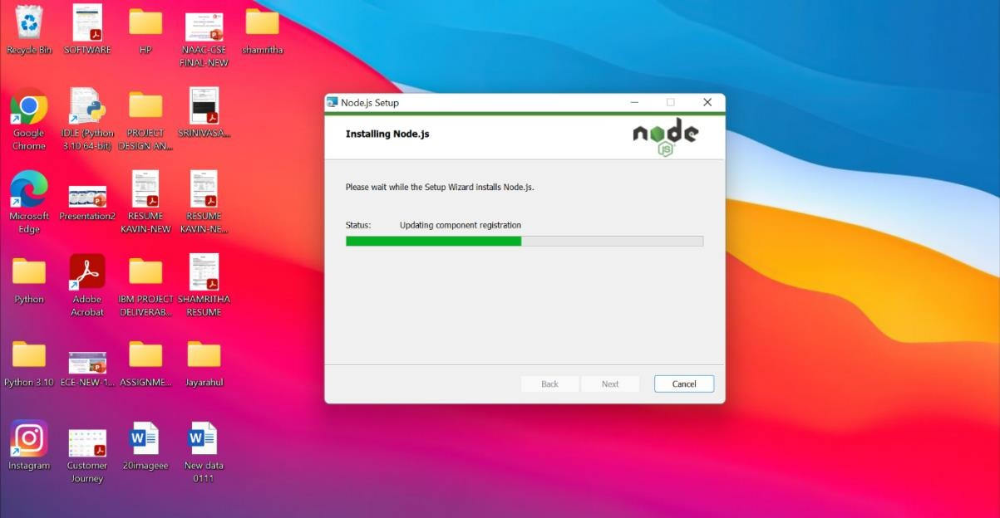 Recycle Bin
SOFTWARE
HP
NAAC-CSE
FINAL-NEW
shamritha
Google
Chrome
IDLE (Python
3.10 64-bit)
PROJECT
DESIGN AN...
SRINIVASA...
Microsoft
Edge
Presentation2
RESUME
KAVIN-NEW
RESUME
KAVIN-NE...
Python
Adobe
Acrobat
IBM PROJECT
DELIVERAB...
SHAMRITHA
RESUME
Python 3.10
ECE-NEW-1...
ASSIGNME...
Jayarahul
Instagram
Customer
Journey
20imageee
New data
0111
Node.js Setup
Installing Node.js
node
JS
Please wait while the Setup Wizard installs Node.js.
Status: Updating component registration
Back Next Cancel